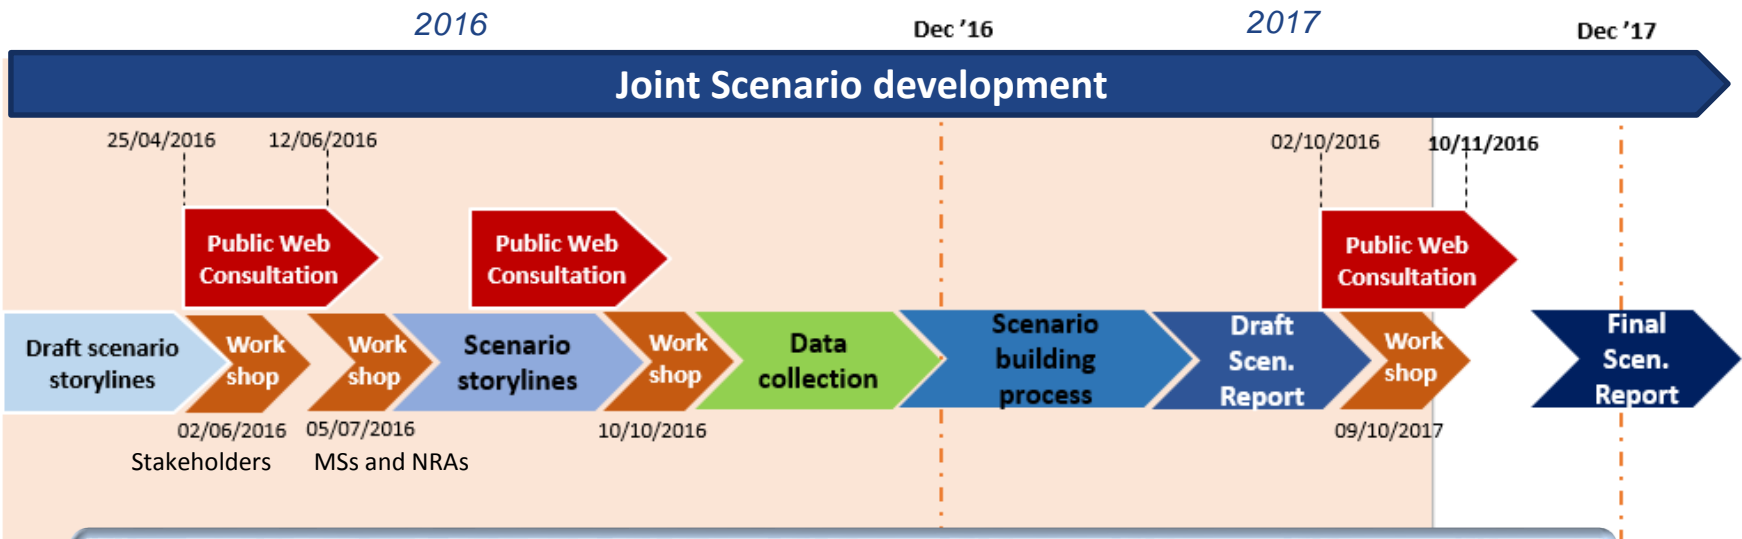 2016
Dec ’16
2017
Dec ’17
Joint Scenario development
25/04/2016
12/06/2016
02/10/2016
10/11/2016
Public Web
Consultation
Public Web
Consultation
Public Web
Consultation
Draft scenario
storylines
Work
shop
Work
shop
Scenario
storylines
Work
shop
Data
collection
Scenario
building
process
Draft
Scen.
Report
Work
shop
Final
Scen.
Report
02/06/2016
05/07/2016
10/10/2016
09/10/2017
Stakeholders
MSs and NRAs